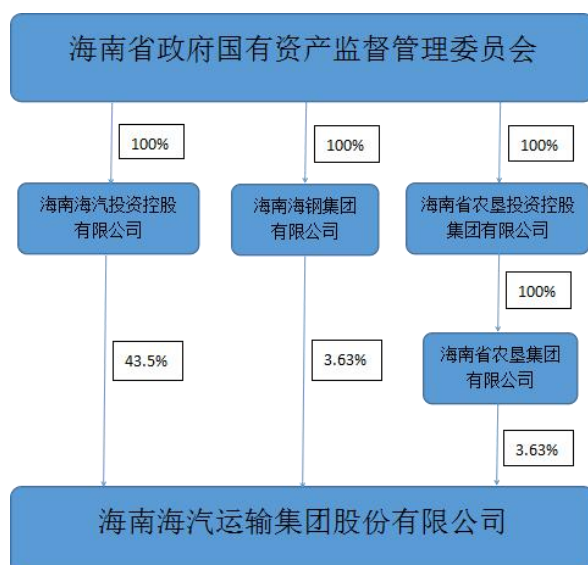 海南省政府国有资产监督管理委员会
100%
100%
100%
海南海汽投资控股
有限公司
海南海钢集团
有限公司
海南省农垦投资控股
集团有限公司
100%
海南省农垦集团
有限公司
43.5%
3.63%
3.63%
海南海汽运输集团股份有限公司